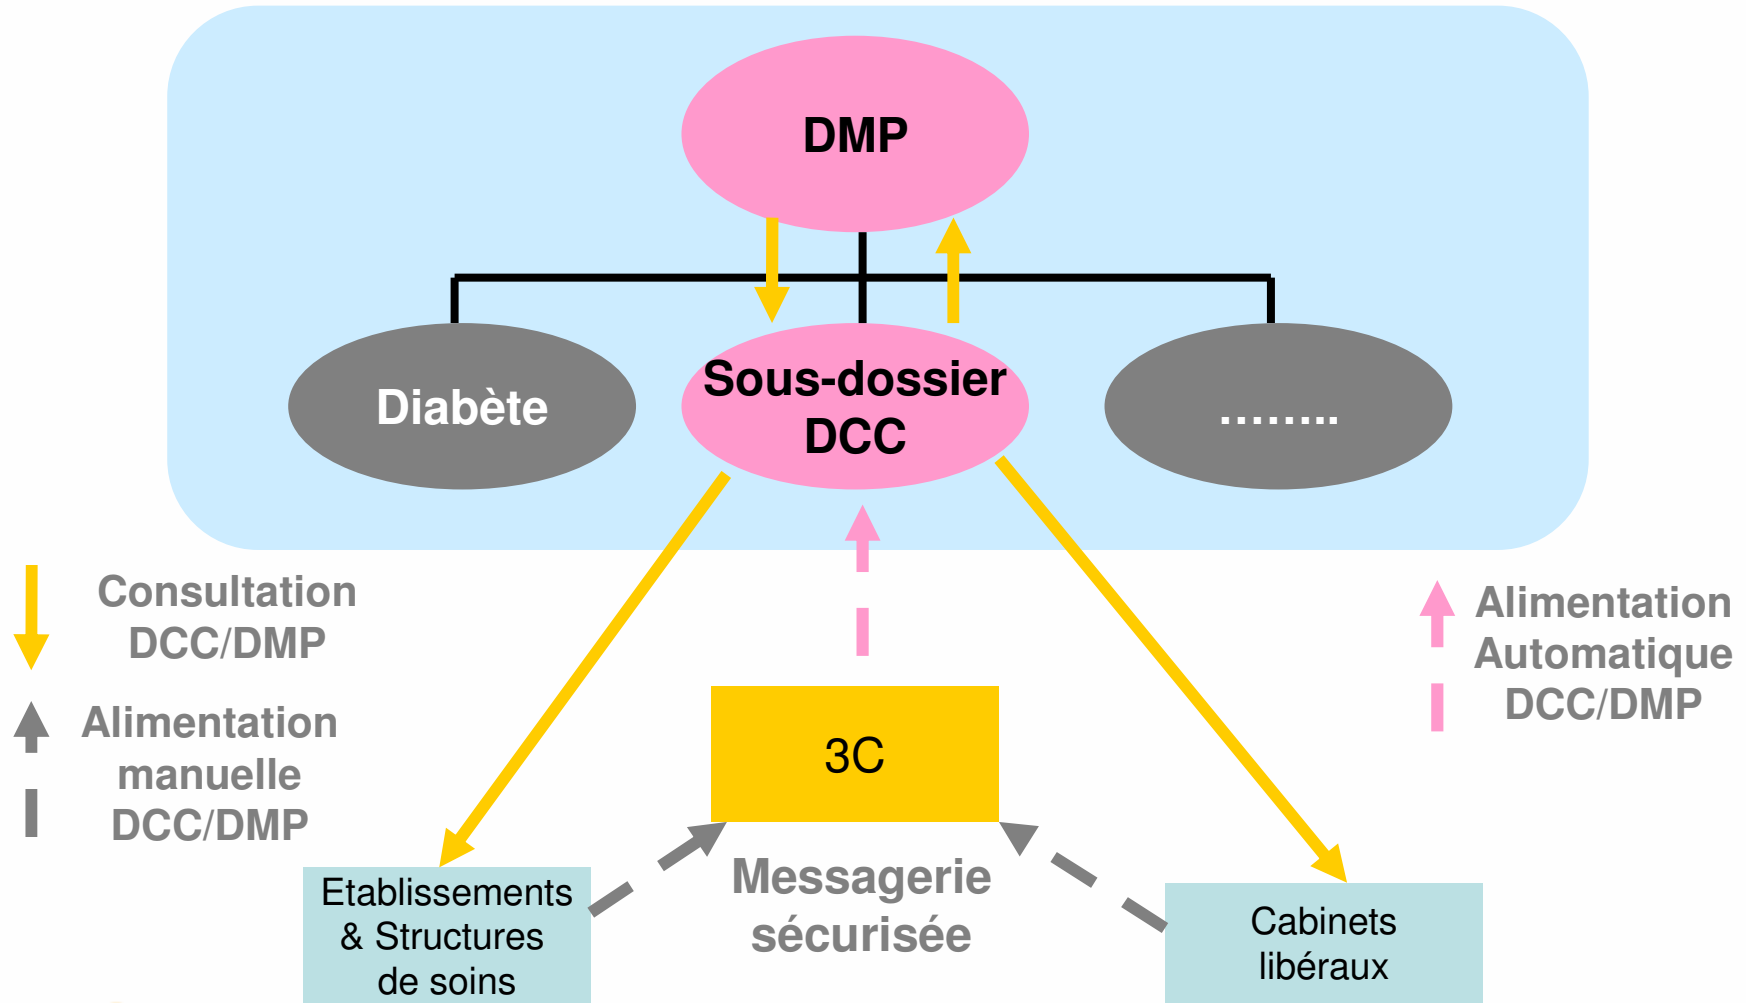 DMP
Diabète
Sous-dossier
DCC
........
Consultation
DCC/DMP
Alimentation
manuelle
DCC/DMP
Alimentation
Automatique
DCC/DMP
3C
Messagerie
sécurisée
Etablissements
& Structures
de soins
Cabinets
libéraux